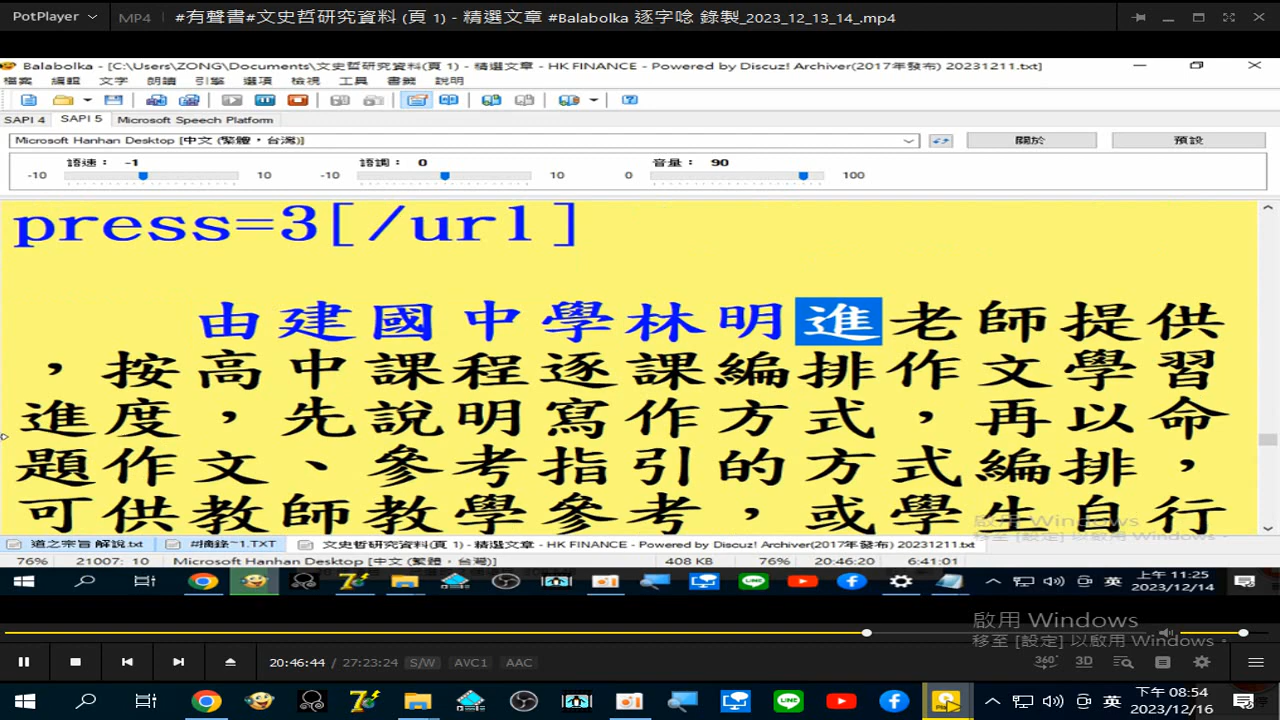 PotPlayer MP4 #有聲書#文史哲研究資料 (頁 1) - 精選文章 #Balabolka 逐字唸 錄製_2023_12_13_14_.mp4
Balabolka - [C:\Users\ZONG\Documents\文史哲研究資料(頁 1) - 精選文章 - HK FINANCE - Powered by Discuz! Archiver(2017年發布) 20231211.txt]
檔案 編輯 文字 朗讀 引擎 選項 檢視 工具 書籤 說明
SAPI 4 SAPI 5 Microsoft Speech Platform
Microsoft Hanhan Desktop [中文 (繁體，台灣)] 關於 預設
語速： -1 語調： 0 音量： 90
-10 10 -10 10 0 100
press=3[/url]
由建國中學林明進老師提供
，按高中課程逐課編排作文學習
進度，先說明寫作方式，再以命
題作文、參考指引的方式編排，
可供教師教學參考，或學生自行
啟用 Windows
移至 [設定] 以啟用 Windows。
道之宗旨 解說.txt #摘錄~1.TXT 文史哲研究資料(頁 1) - 精選文章 - HK FINANCE - Powered by Discuz! Archiver(2017年發布) 20231211.txt
76% 21007: 10 Microsoft Hanhan Desktop [中文 (繁體，台灣)] 408 KB 76% 20:46:20 6:41:01
英 上午 11:25
2023/12/14
啟用 Windows
移至 [設定] 以啟用 Windows。
20:46:44 / 27:23:24 S/W AVC1 AAC 360° 3D
英 下午 08:54
2023/12/16